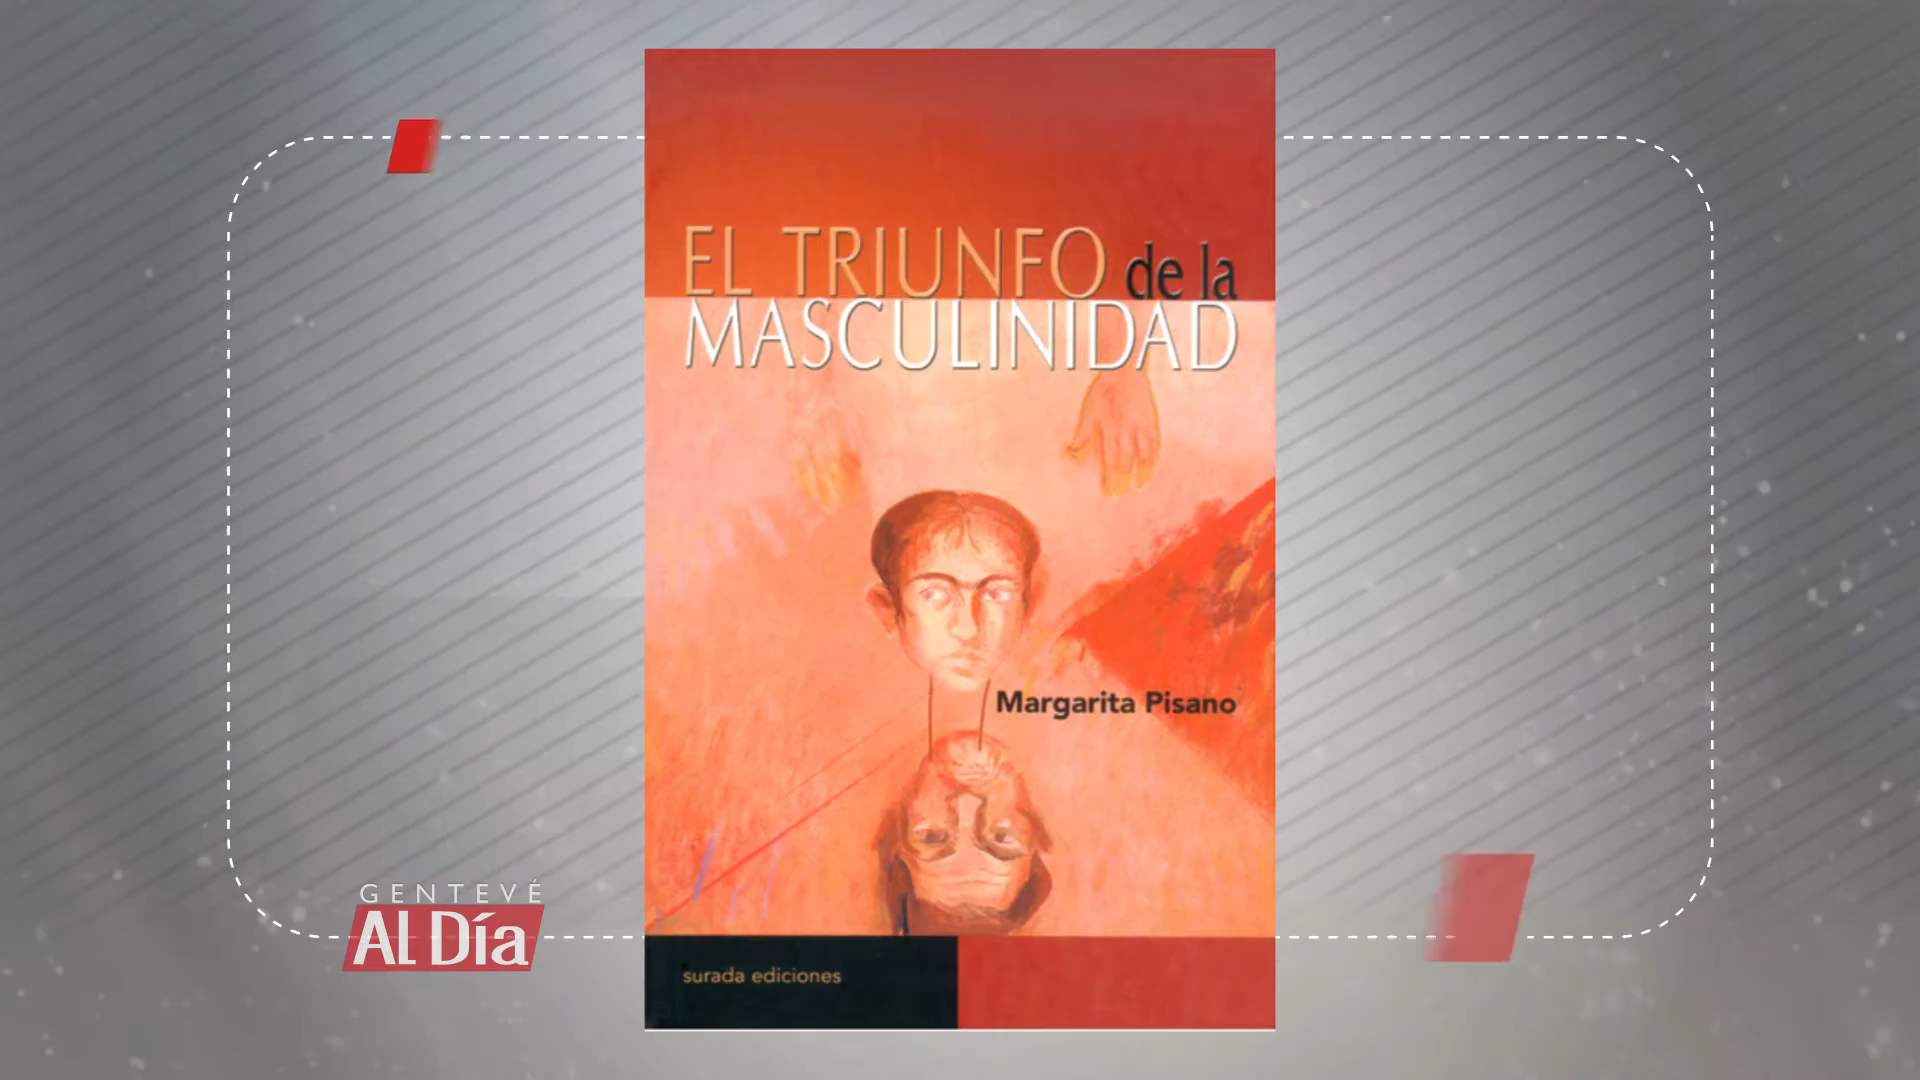 EL TRIUNFO de la
MASCULINIDAD
Margarita Pisano
surada ediciones
GENTEVÉ
Al Día